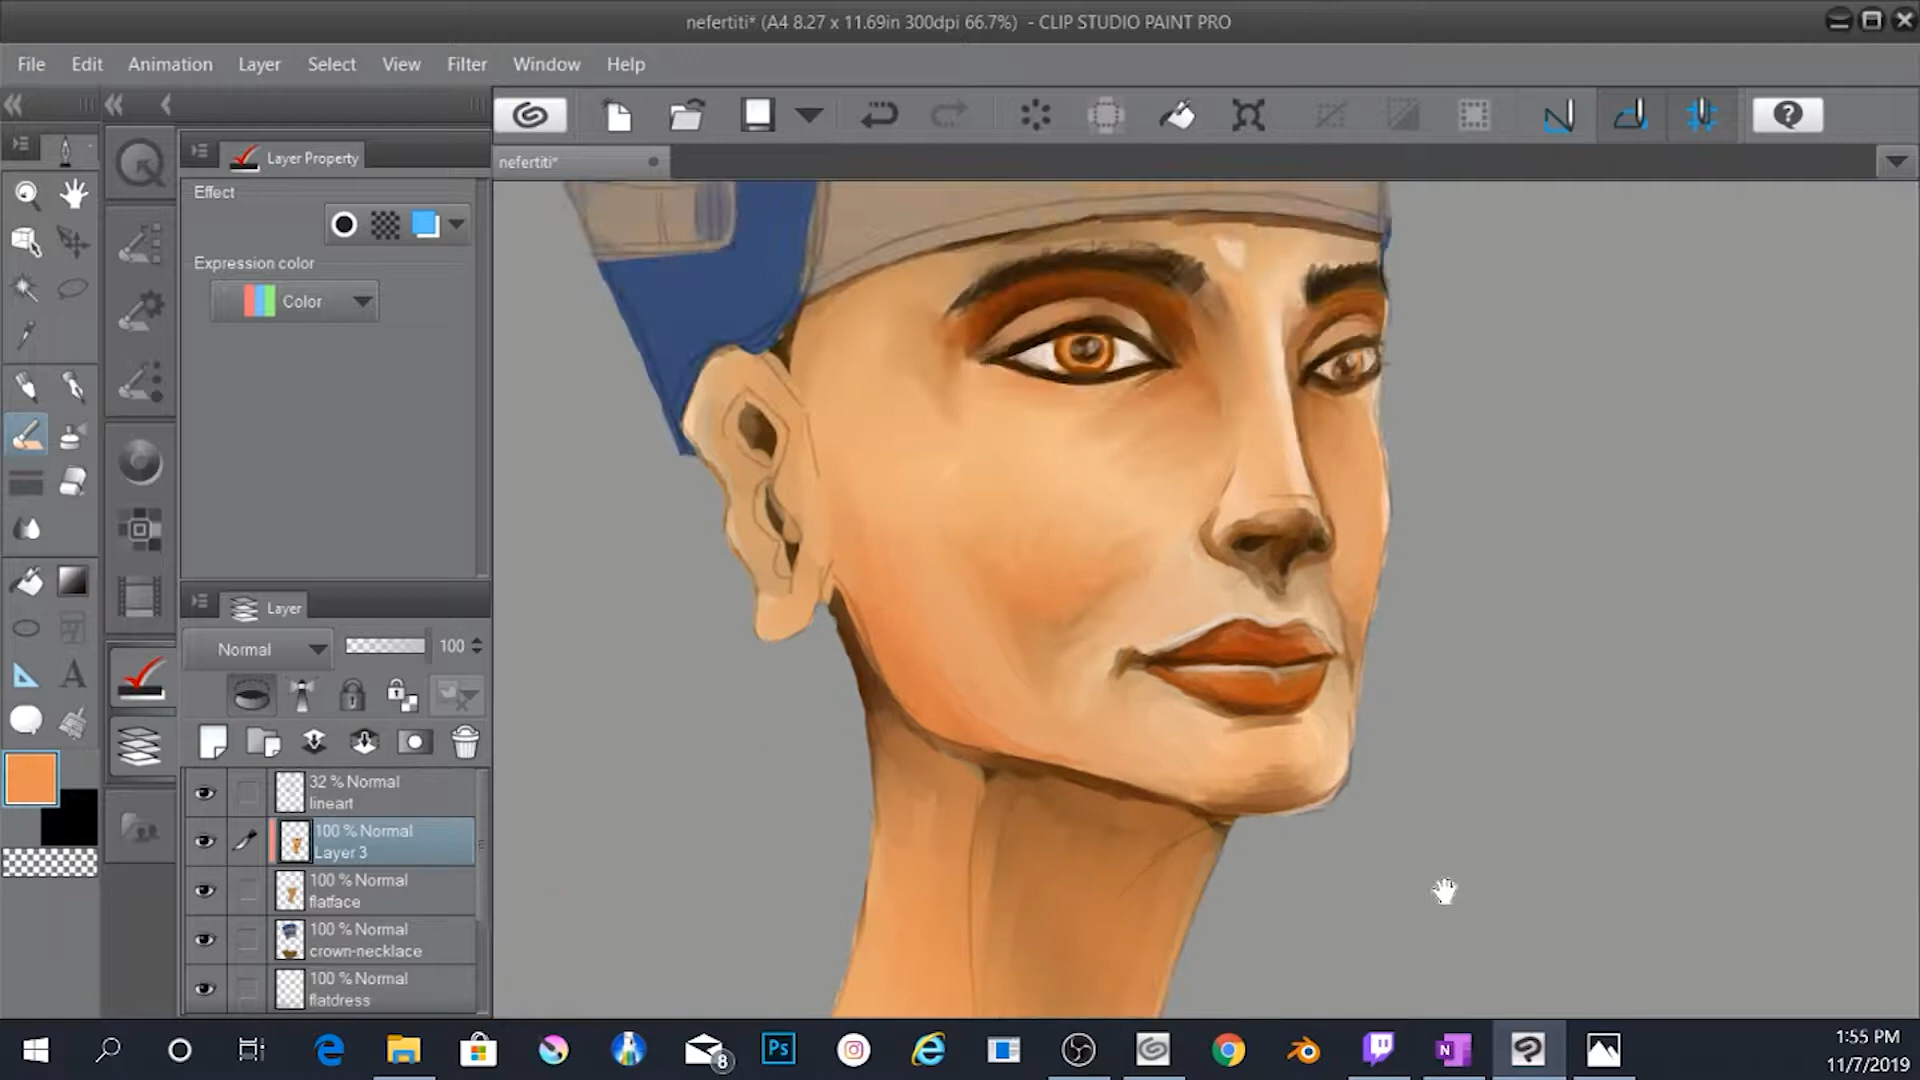 nefertiti* (A4 8.27 x 11.69in 300dpi 66.7%)  - CLIP STUDIO PAINT PRO
File Edit Animation Layer Select View Filter Window Help
nefertiti*
Layer Property
Effect
Expression color
Color
Layer
Normal 100
32 % Normal
lineart
100 % Normal
Layer 3
100 % Normal
flatface
100 % Normal
crown-necklace
100 % Normal
flatdress
8
Ps
N
1:55 PM
11/7/2019